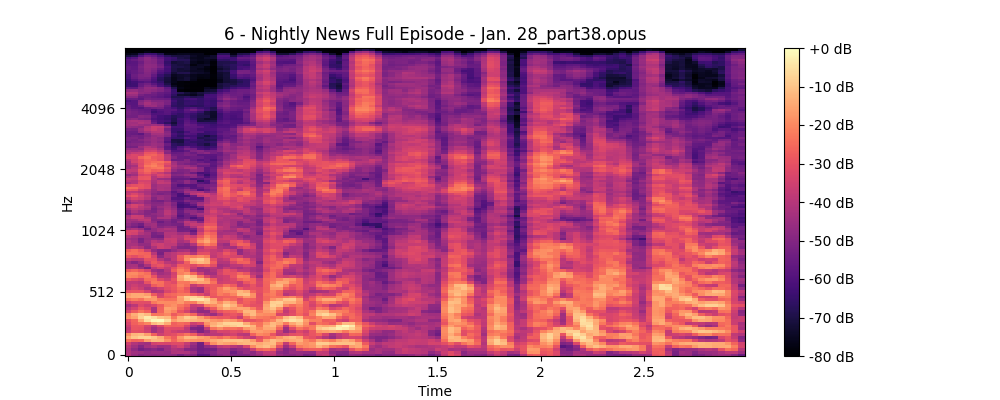 6 - Nightly News Full Episode - Jan. 28_part38.opus
Hz
4096
2048
1024
512
0
0
0.5
1
1.5
2
2.5
Time
+0 dB
-10 dB
-20 dB
-30 dB
-40 dB
-50 dB
-60 dB
-70 dB
-80 dB